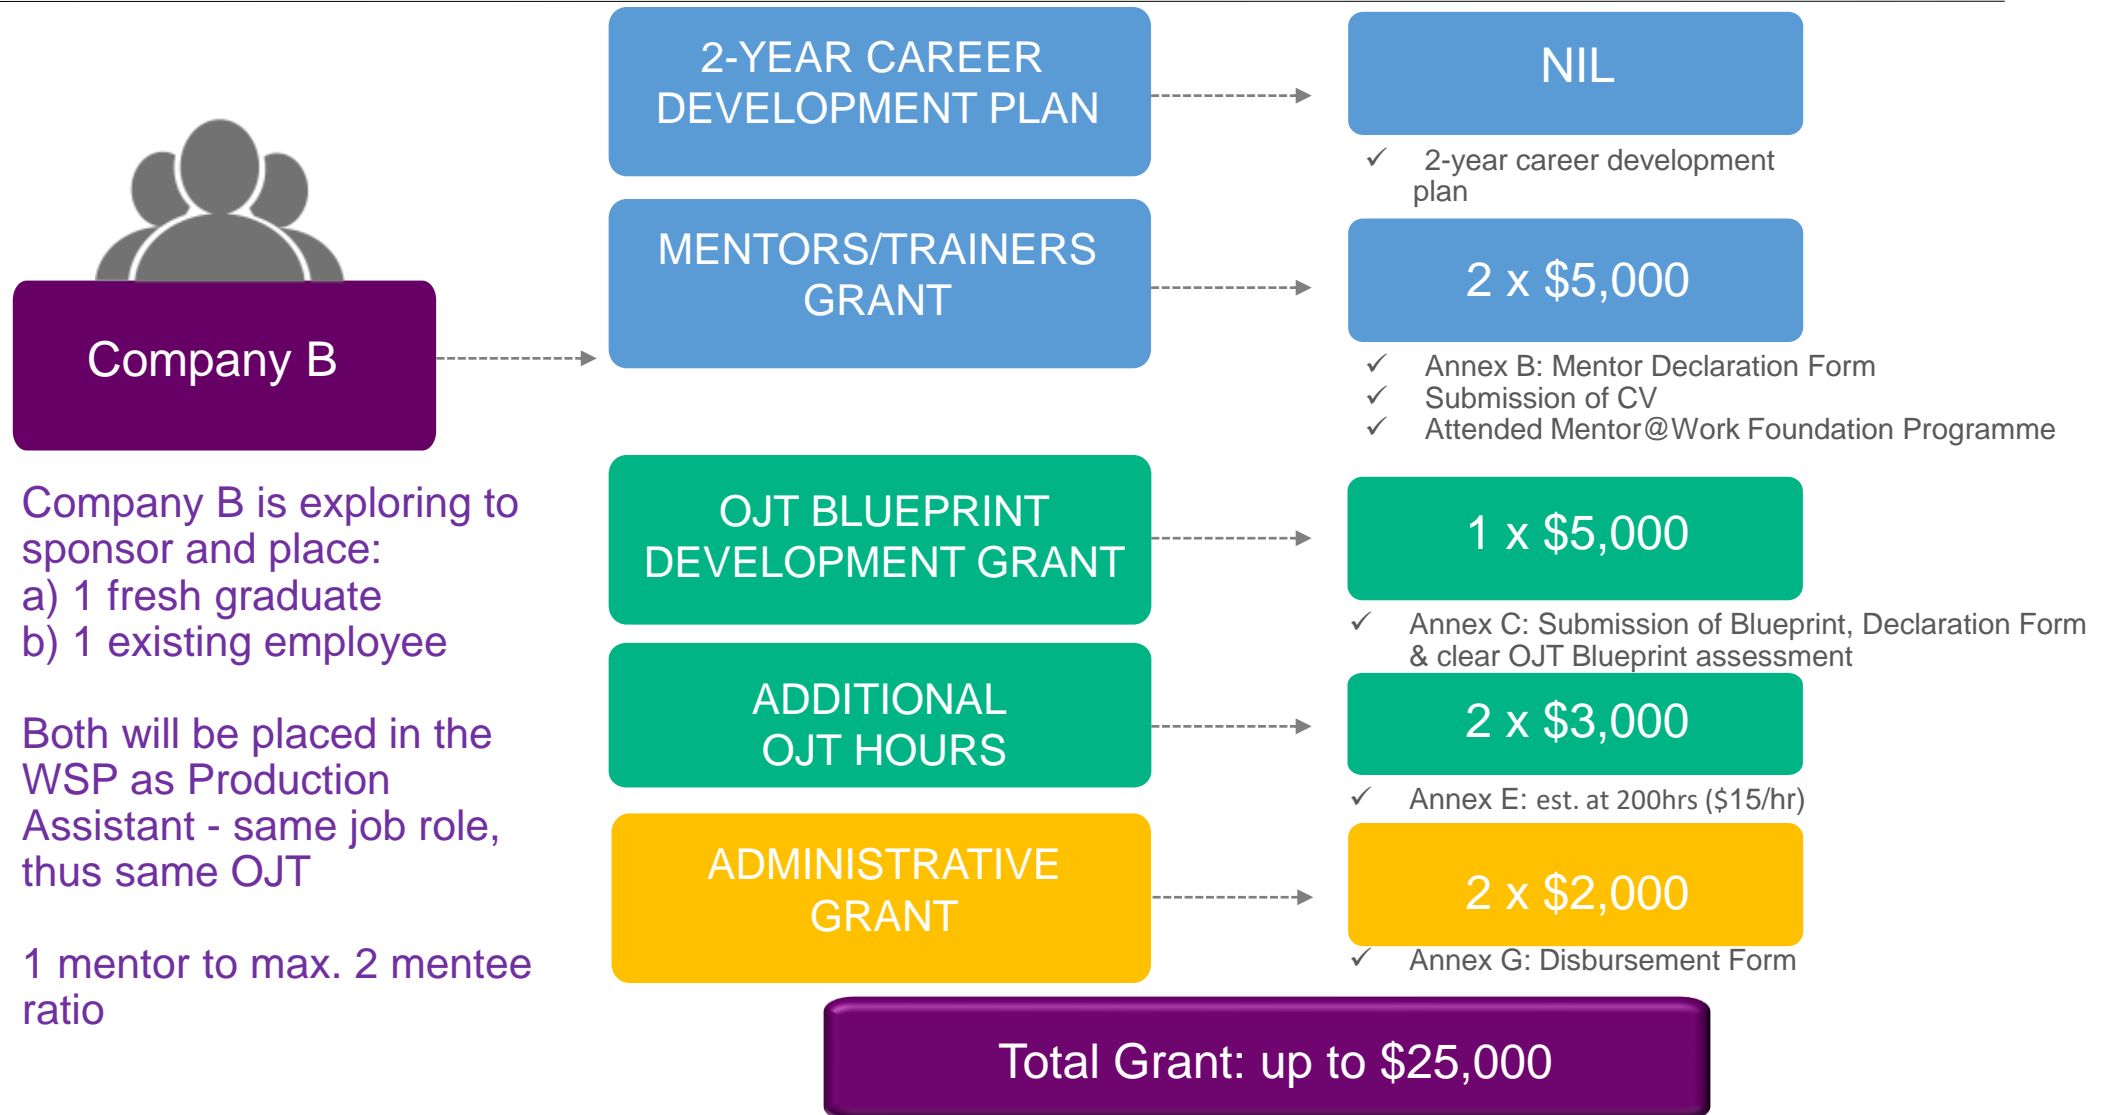 Company B
Company B is exploring to
sponsor and place:
a) 1 fresh graduate
b) 1 existing employee
Both will be placed in the
WSP as Production
Assistant - same job role,
thus same OJT
1 mentor to max. 2 mentee
ratio
2-YEAR CAREER
DEVELOPMENT PLAN
NIL
✓ 2-year career development
plan
MENTORS/TRAINERS
GRANT
2 x $5,000
✓ Annex B: Mentor Declaration Form
✓ Submission of CV
✓ Attended Mentor@Work Foundation Programme
OJT BLUEPRINT
DEVELOPMENT GRANT
1 x $5,000
✓ Annex C: Submission of Blueprint, Declaration Form
& clear OJT Blueprint assessment
ADDITIONAL
OJT HOURS
2 x $3,000
✓ Annex E: est. at 200hrs ($15/hr)
ADMINISTRATIVE
GRANT
2 x $2,000
✓ Annex G: Disbursement Form
Total Grant: up to $25,000